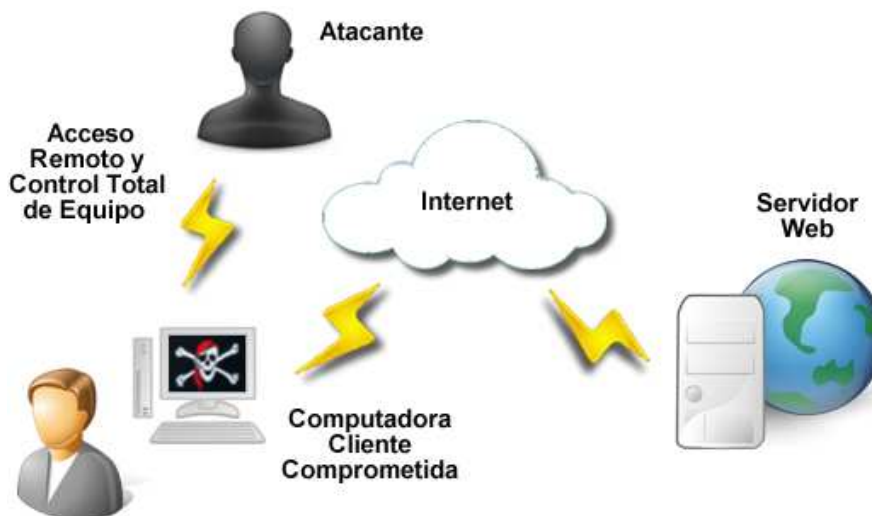 Atacante
Acceso
Remoto y
Control Total
de Equipo
Internet
Servidor
Web
Computadora
Cliente
Comprometida